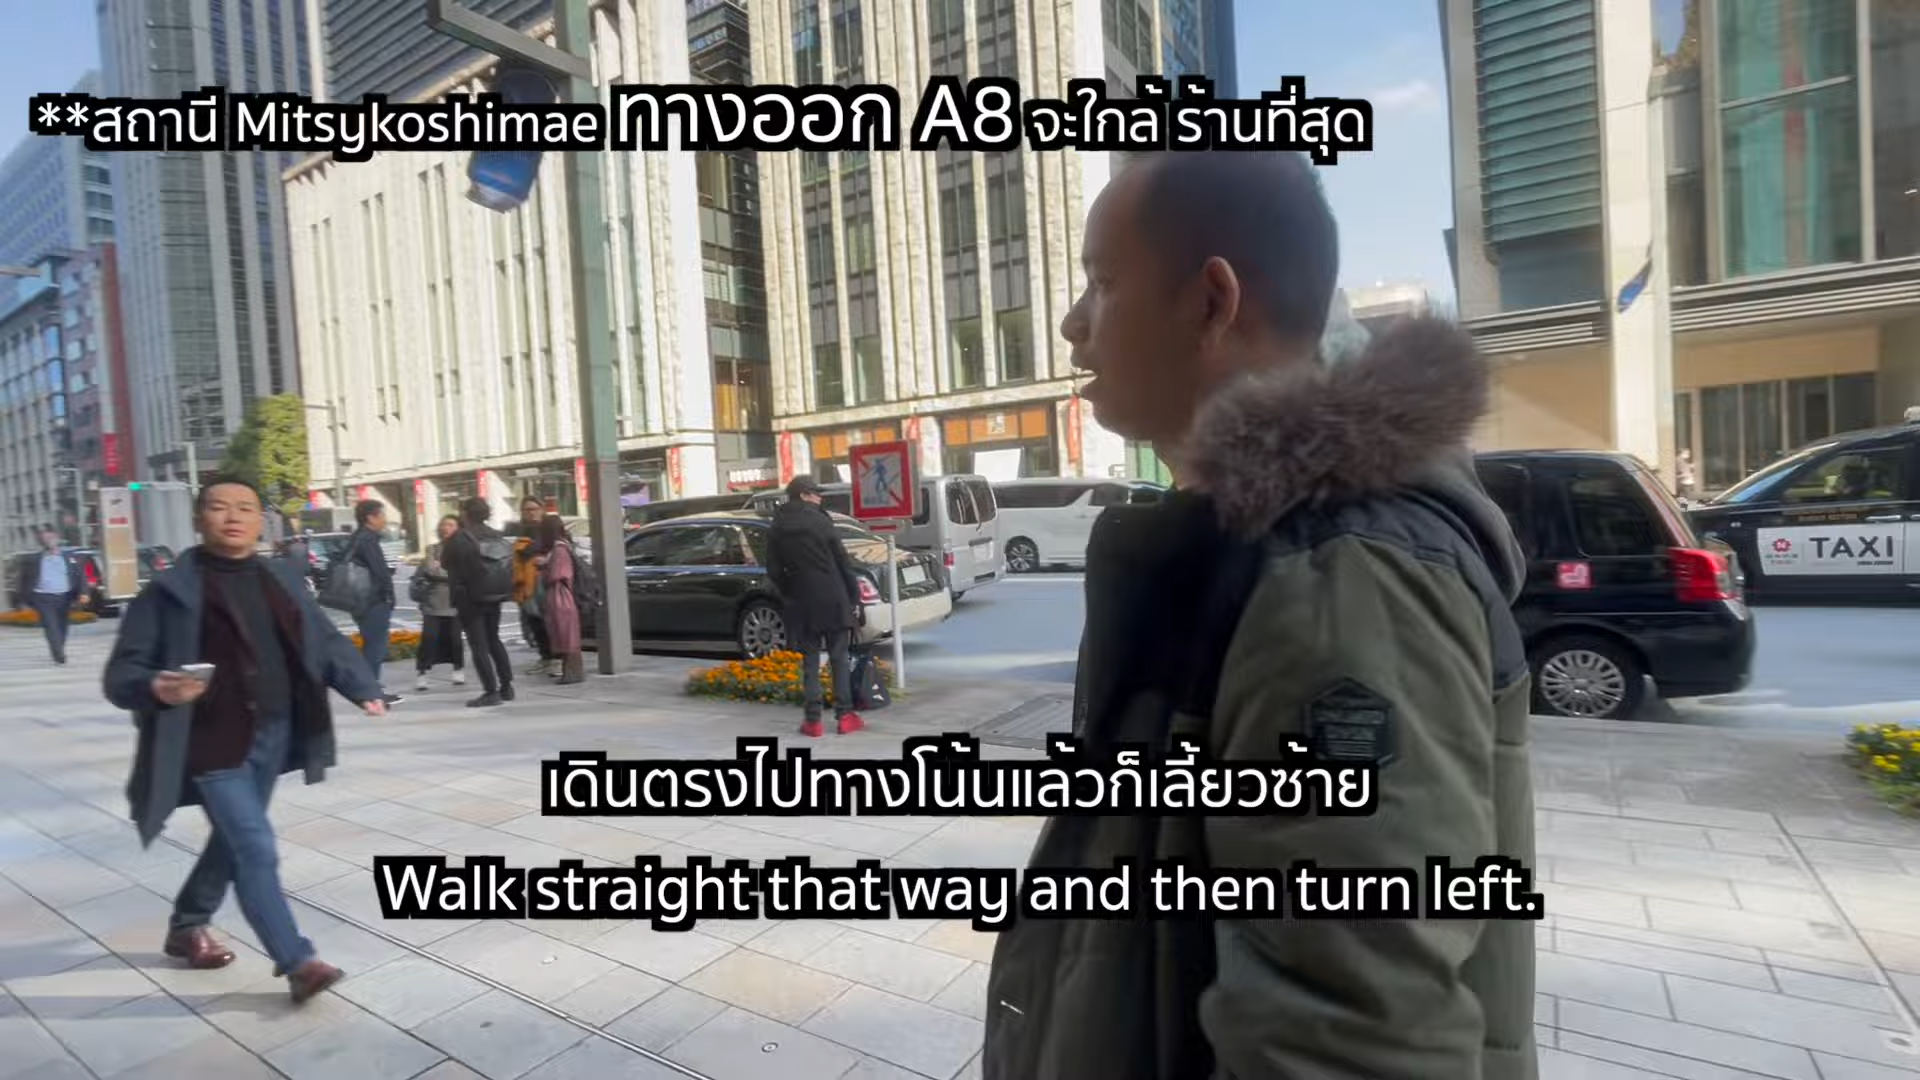 **สถานี Mitsykoshimae ทางออก A8 จะใกล้ ร้านที่สุด
TAXI
เดินตรงไปทางโน้นแล้วก็เลี้ยวซ้าย
Walk straight that way and then turn left.